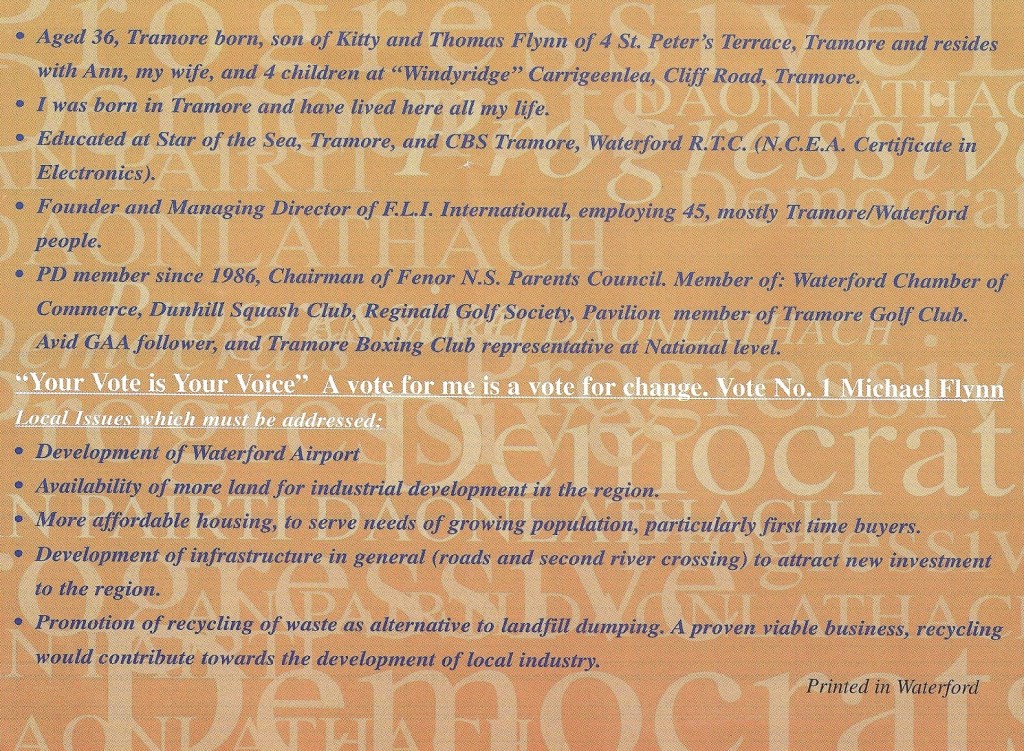 • Aged 36, Tramore born, son of Kitty and Thomas Flynn of 4 St. Peter's Terrace, Tramore and resides
with Ann, my wife, and 4 children at "Windyridge" Carrigeenlea, Cliff Road, Tramore.
• I was born in Tramore and have lived here all my life.
• Educated at Star of the Sea, Tramore, and CBS Tramore, Waterford R.T.C. (N.C.E.A. Certificate in
Electronics).
• Founder and Managing Director of F.L.I. International, employing 45, mostly Tramore/Waterford
people.
• PD member since 1986, Chairman of Fenor N.S. Parents Council. Member of: Waterford Chamber of
Commerce, Dunhill Squash Club, Reginald Golf Society, Pavilion member of Tramore Golf Club.
Avid GAA follower, and Tramore Boxing Club representative at National level.
"Your Vote is Your Voice" A vote for me is a vote for change. Vote No. 1 Michael Flynn
Local Issues which must be addressed:
• Development of Waterford Airport
• Availability of more land for industrial development in the region.
• More affordable housing, to serve needs of growing population, particularly first time buyers.
• Development of infrastructure in general (roads and second river crossing) to attract new investment
to the region.
• Promotion of recycling of waste as alternative to landfill dumping. A proven viable business, recycling
would contribute towards the development of local industry.
Printed in Waterford